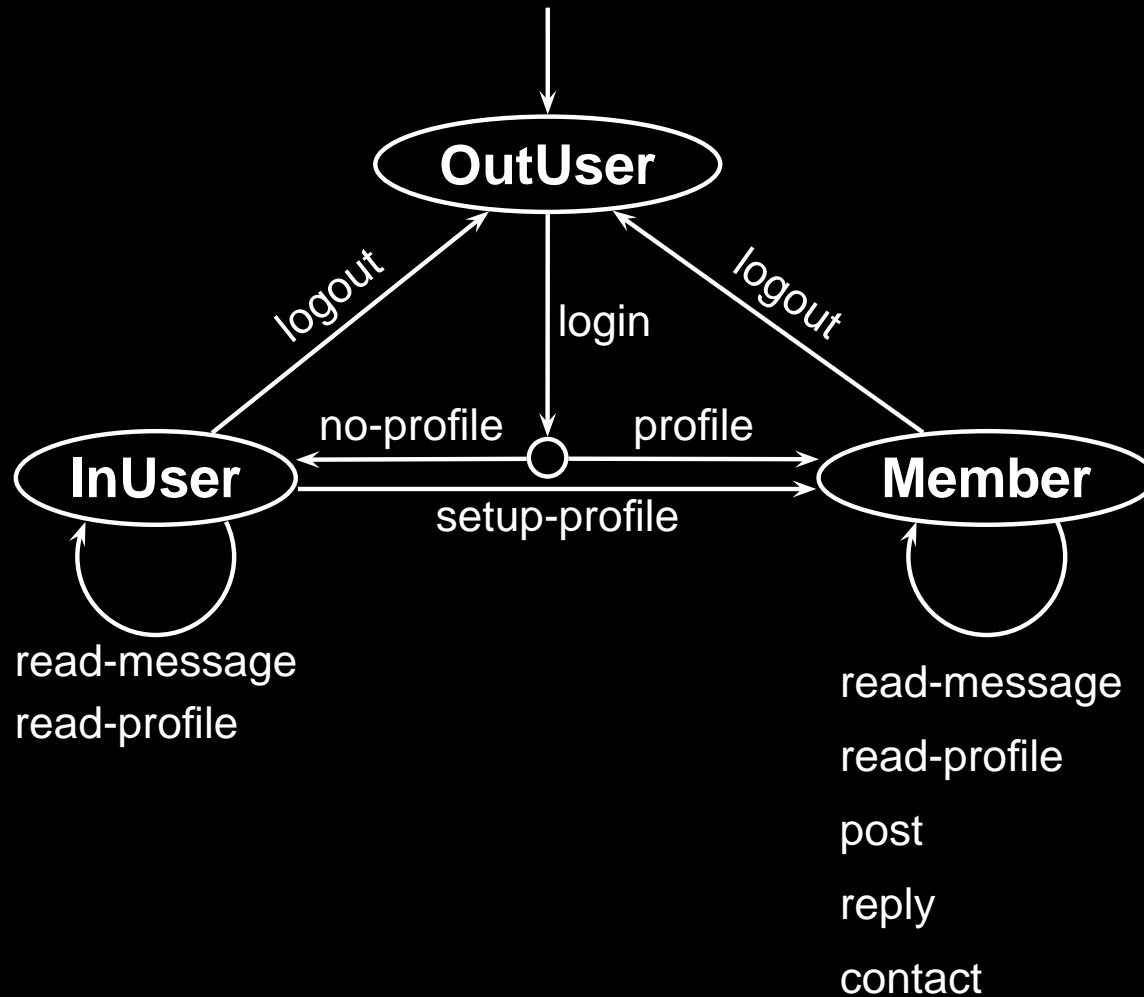 OutUser
logout
logout
login
no-profile
profile
InUser
Member
setup-profile
read-message
read-profile
read-message
read-profile
post
reply
contact